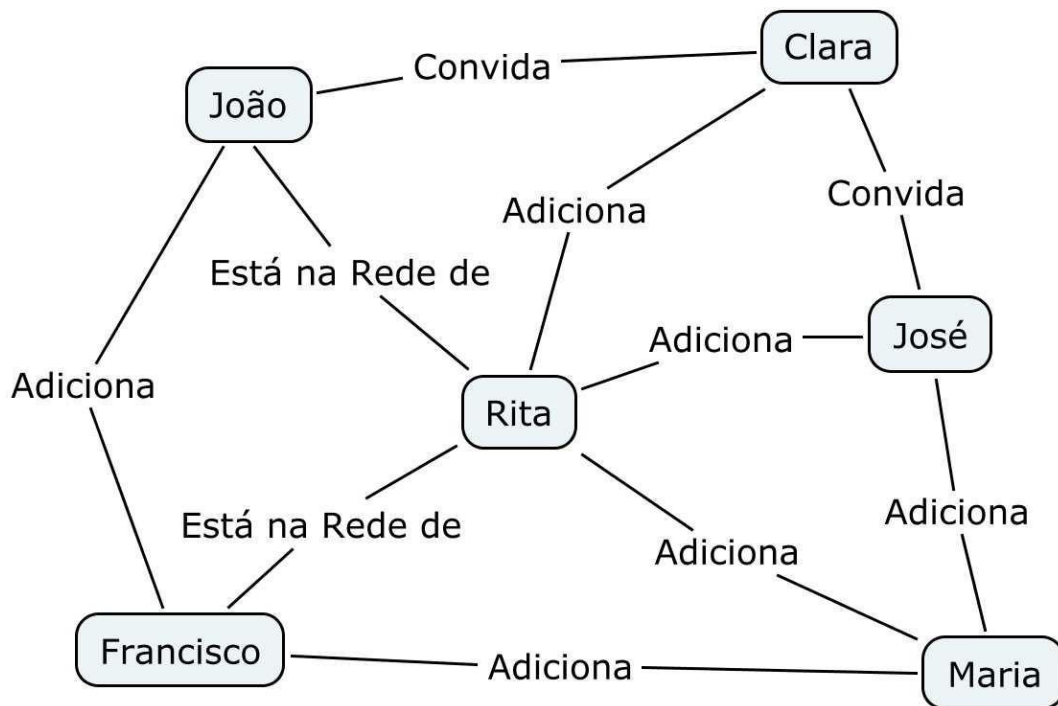 Clara
Convida
João
Convida
Adiciona
Está na Rede de
José
Adiciona
Adiciona
Rita
Adiciona
Está na Rede de
Adiciona
Francisco
Adiciona
Maria